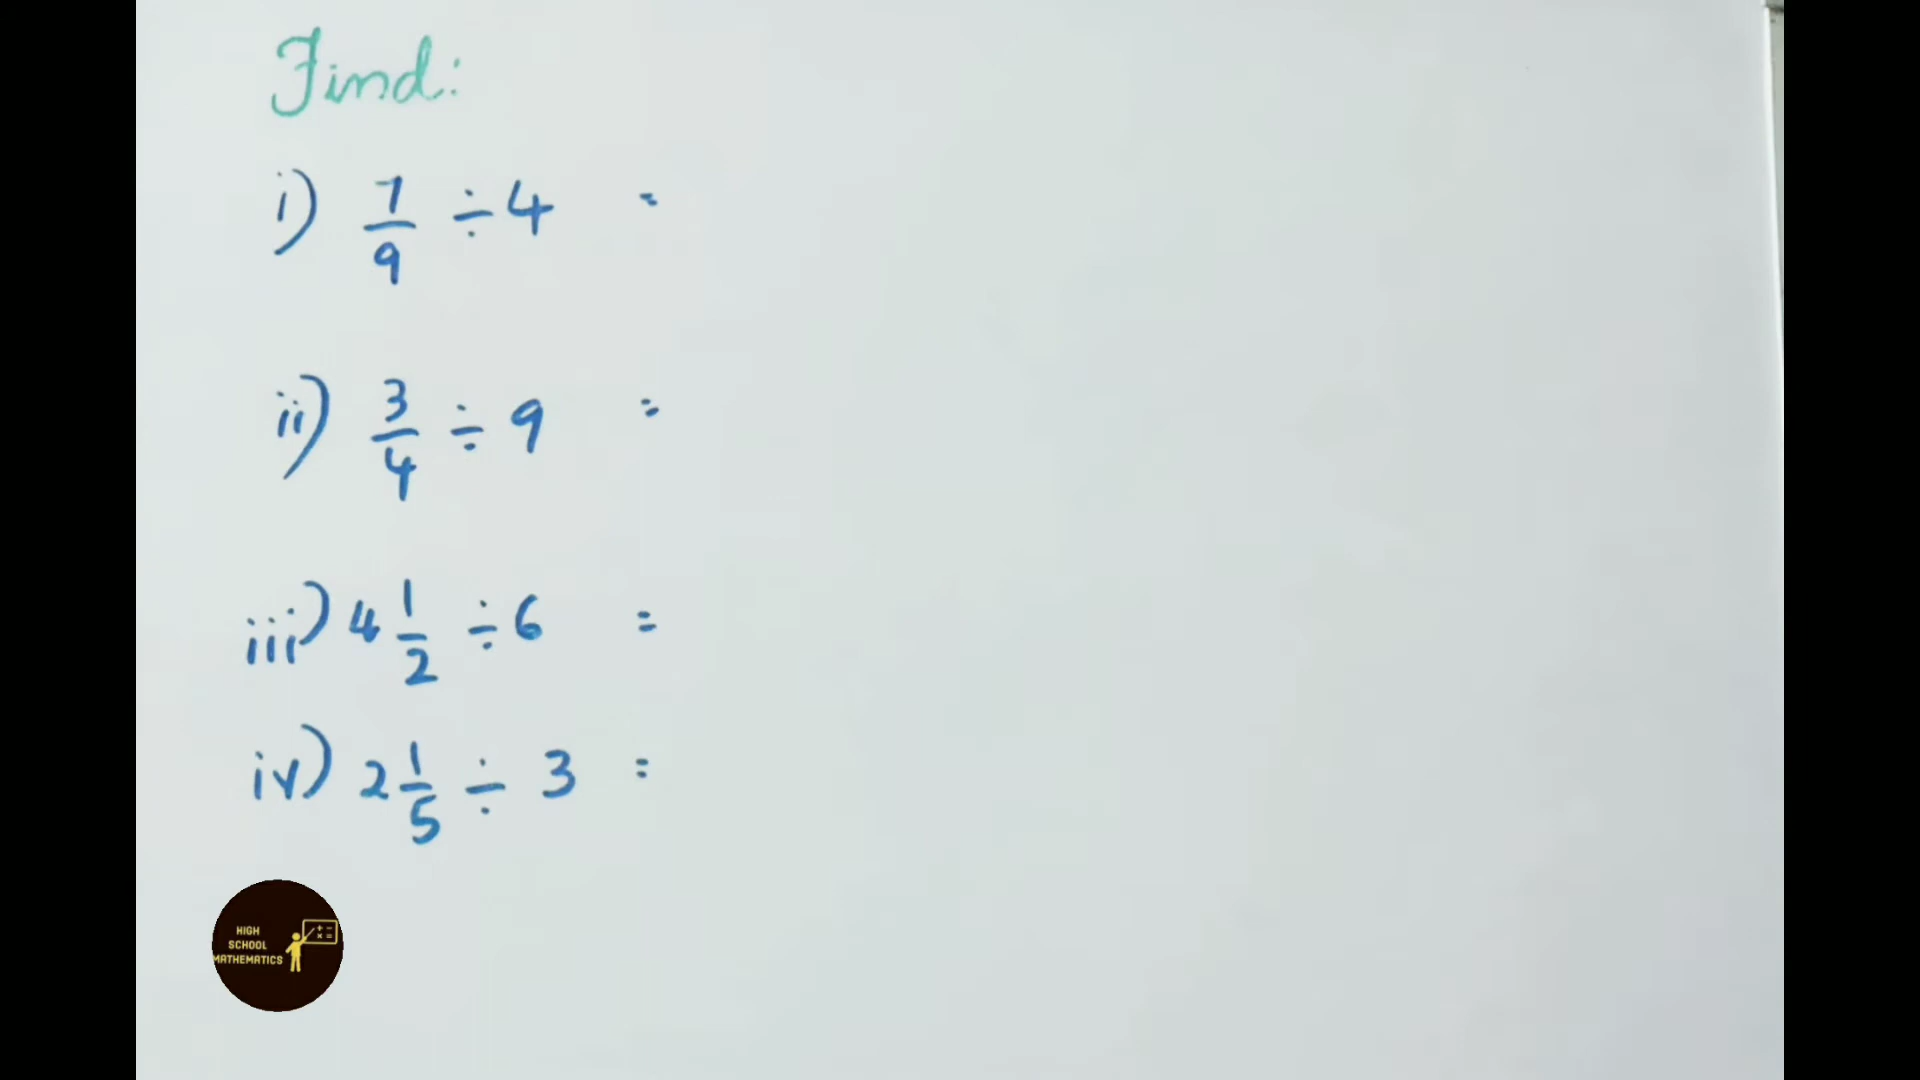 Find:
i) 7/9 ÷ 4 =
ii) 3/4 ÷ 9 =
iii) 4 1/2 ÷ 6 =
iv) 2 1/5 ÷ 3 =
HIGH
SCHOOL
MATHEMATICS